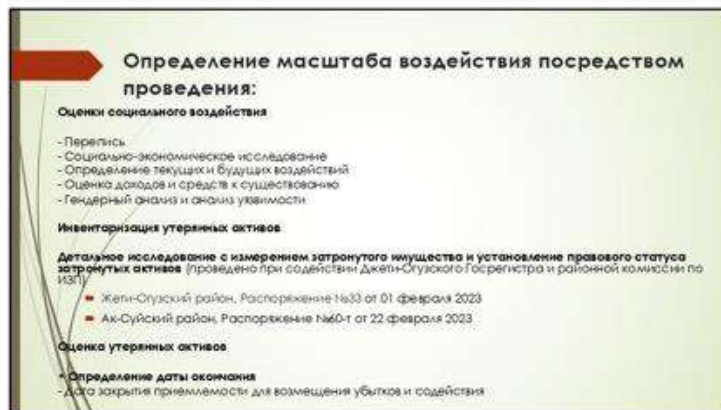 Определение масштаба воздействия посредством
проведения:
Оценки социального воздействия
- Перепись
- Социально-экономическое исследование
- Определение текущих и будущих воздействий
- Оценка доходов и средств к существованию
- Гендерный анализ и анализ уязвимости
Инвентаризация утерянных активов
Детальное исследование с измерением затронутого имущества и установление правового статуса
затронутых активов (проведено при содействии Джети-Огузского Госрегистра и районной комиссии по
ИЗП)
Жети-Огузский район, Распоряжение №33 от 01 февраля 2023
Ак-Суйский район, Распоряжение №60-т от 22 февраля 2023
Оценка утерянных активов
• Определение даты окончания
- Дата закрытия приемлемости для возмещения убытков и содействия